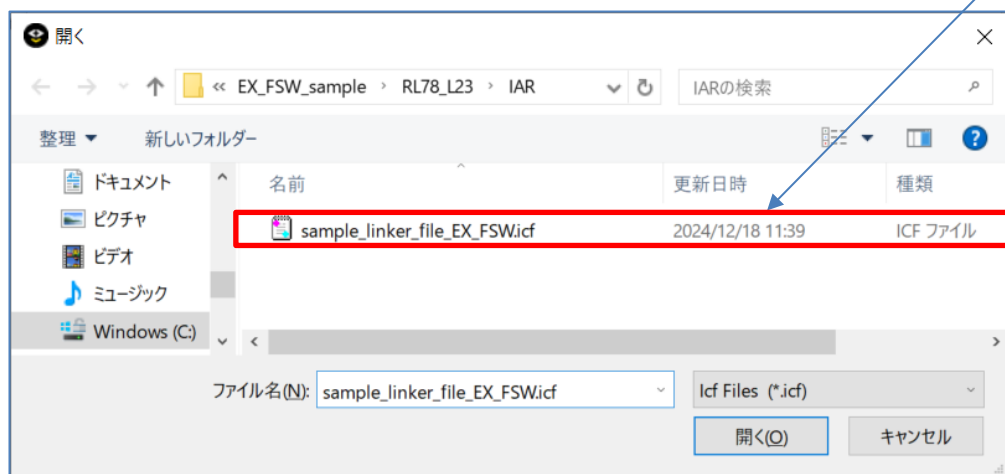 開く
« EX_FSW_sample › RL78_L23 › IAR
IARの検索
整理 新しいフォルダー
名前 更新日時 種類
ドキュメント
ピクチャ
ビデオ
ミュージック
Windows (C:)
sample_linker_file_EX_FSW.icf 2024/12/18 11:39 ICF ファイル
ファイル名(N): sample_linker_file_EX_FSW.icf Icf Files (*.icf)
開く(O) キャンセル